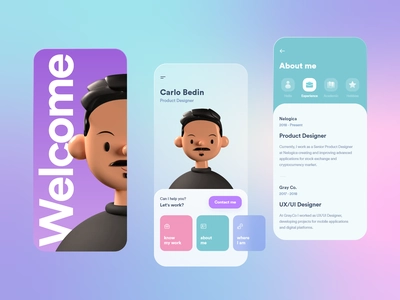 Welcome
Carlo Bedin
Product Designer
Can I help you?
Let's work?
Contact me
know
my work
about
me
where
I am
About me
Experience
Nalogica
2018 - Present
Product Designer
Currently, I work as a Senior Product Designer
at Nalogica creating and improving advanced
applications for stock exchange and
cryptocurrency market.
Gray Co.
2017 - 2018
UX/UI Designer
At Gray Co I worked as UX/UI Designer,
developing projects for mobile applications
and digital platforms.